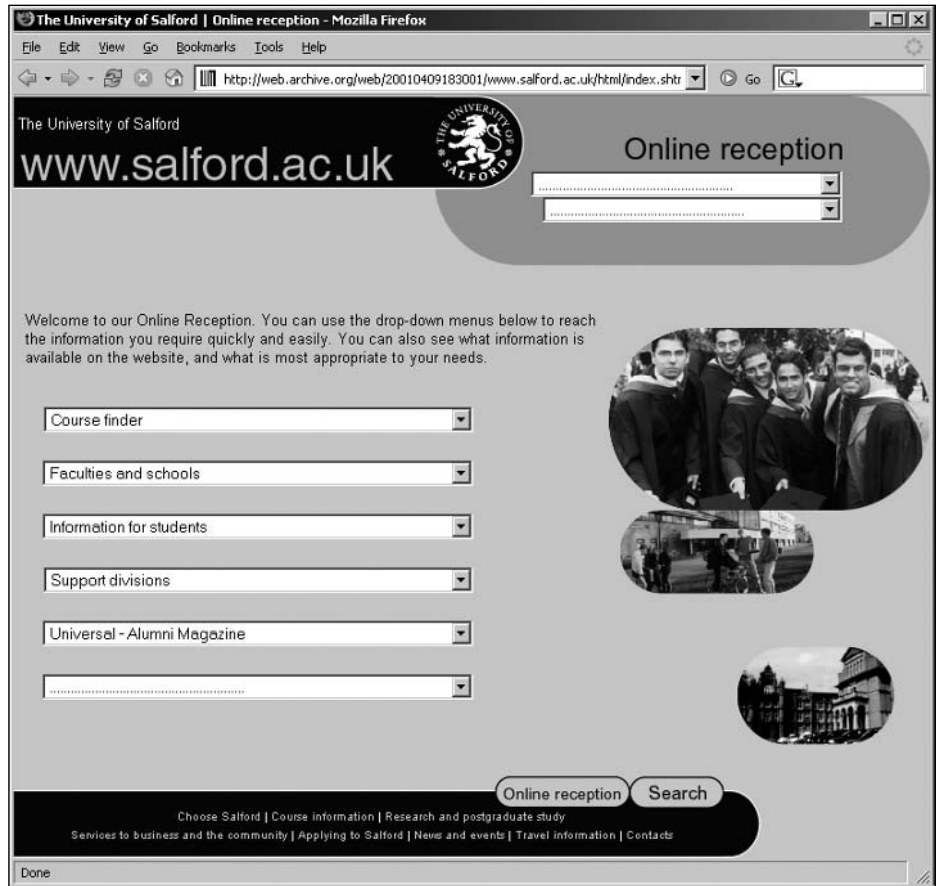 The University of Salford | Online reception - Mozilla Firefox
File Edit View Go Bookmarks Tools Help
http://web.archive.org/web/20010409183001/www.salford.ac.uk/html/index.shtr Go G
The University of Salford
www.salford.ac.uk
THE UNIVERSITY OF SALFORD
Online reception
Welcome to our Online Reception. You can use the drop-down menus below to reach
the information you require quickly and easily. You can also see what information is
available on the website, and what is most appropriate to your needs.
Course finder
Faculties and schools
Information for students
Support divisions
Universal - Alumni Magazine
Online reception Search
Choose Salford | Course information | Research and postgraduate study
Services to business and the community | Applying to Salford | News and events | Travel information | Contacts
Done